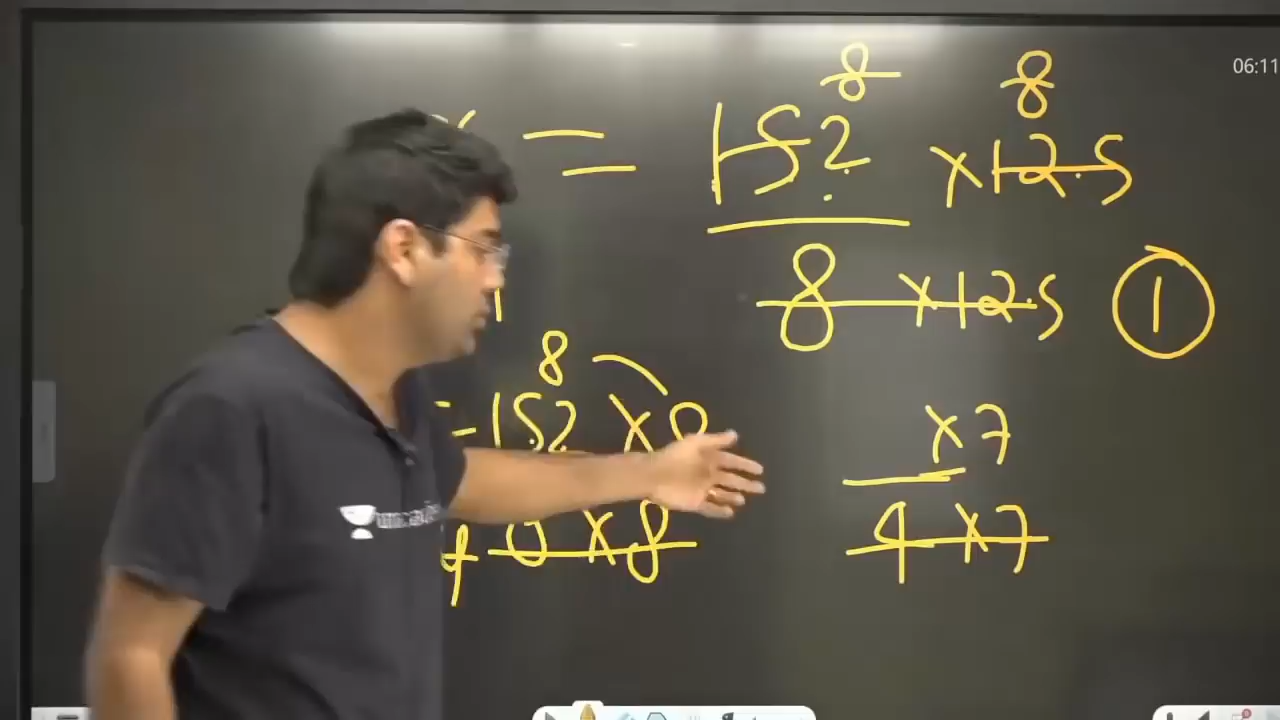 8 8
06:11
= 152 × 12.5
8 × 12.5 1
8
= 152 × 8
× 7
× 8
4 × 7